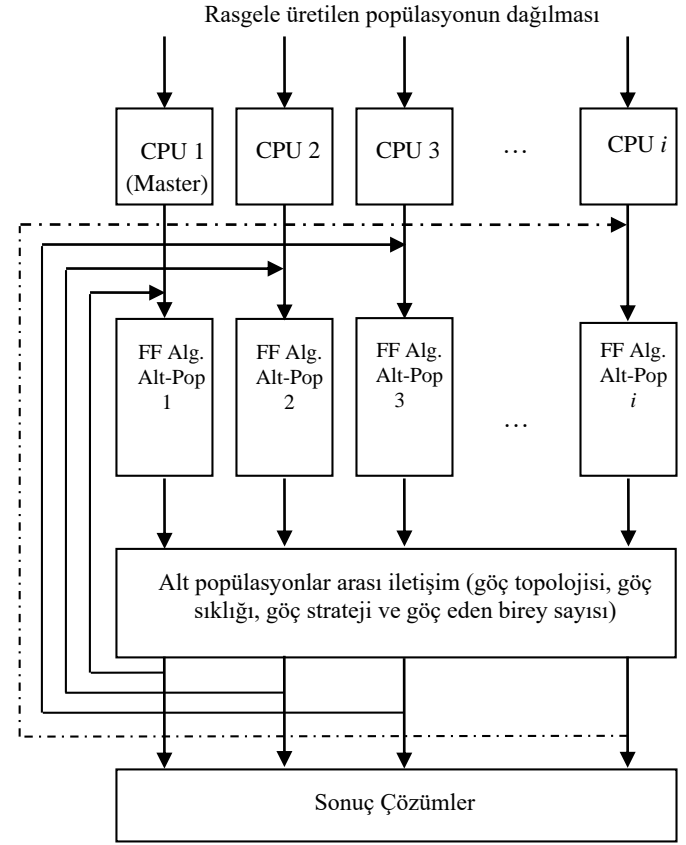 Rasgele üretilen popülasyonun dağılması
CPU 1
(Master)
CPU 2
CPU 3
…
CPU i
FF Alg.
Alt-Pop
1
FF Alg.
Alt-Pop
2
FF Alg.
Alt-Pop
3
…
FF Alg.
Alt-Pop
i
Alt popülasyonlar arası iletişim (göç topolojisi, göç
sıklığı, göç strateji ve göç eden birey sayısı)
Sonuç Çözümler